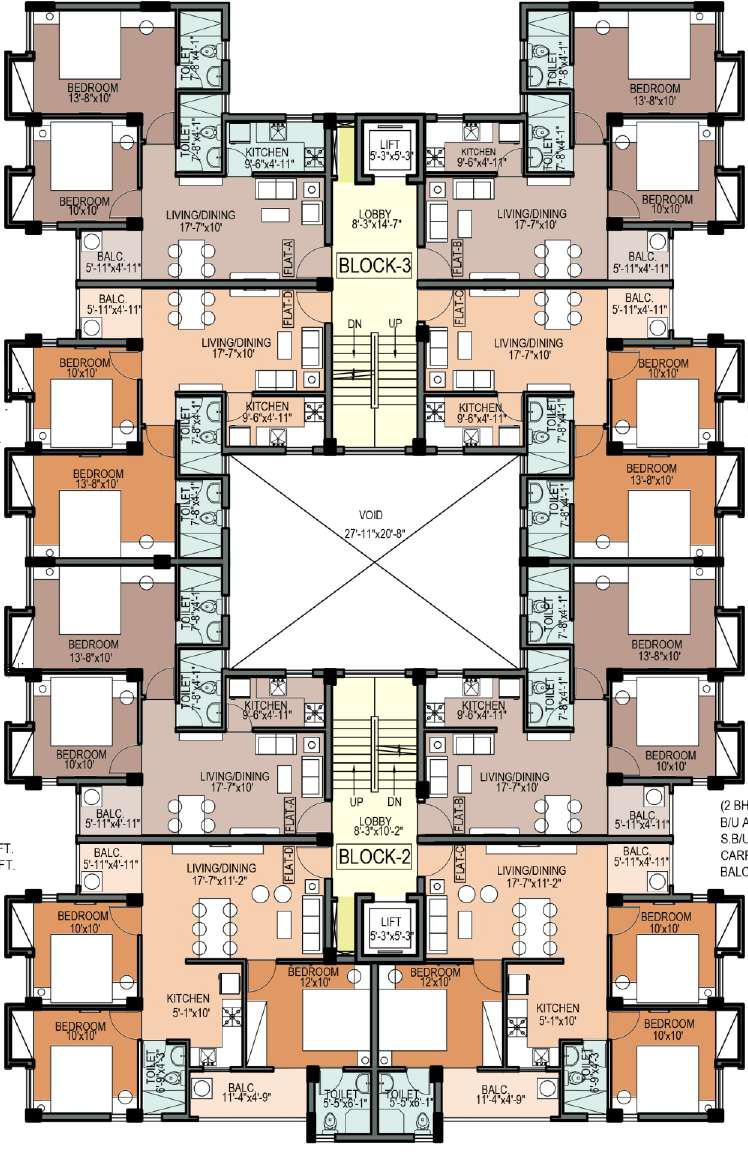 BEDROOM
13'-8"x10'
TOILET
7'-8"x4'-1"
TOILET
7'-8"x4'-1"
BEDROOM
13'-8"x10'
TOILET
7'-8"x4'-1"
KITCHEN
9'-6"x4'-11"
LIFT
5'-3"x5'-3"
KITCHEN
9'-6"x4'-11"
TOILET
7'-8"x4'-1"
BEDROOM
10'x10'
LIVING/DINING
17'-7"x10'
LOBBY
8'-3"x14'-7"
LIVING/DINING
17'-7"x10'
BEDROOM
10'x10'
BALC.
5'-11"x4'-11"
FLAT-A
BLOCK-3
FLAT-B
BALC.
5'-11"x4'-11"
BALC.
5'-11"x4'-11"
FLAT-D
FLAT-C
BALC.
5'-11"x4'-11"
DN
UP
LIVING/DINING
17'-7"x10'
LIVING/DINING
17'-7"x10'
BEDROOM
10'x10'
BEDROOM
10'x10'
TOILET
7'-8"x4'-1"
KITCHEN
9'-6"x4'-11"
KITCHEN
9'-6"x4'-11"
TOILET
7'-8"x4'-1"
BEDROOM
13'-8"x10'
TOILET
7'-8"x4'-1"
TOILET
7'-8"x4'-1"
BEDROOM
13'-8"x10'
VOID
27'-11"x20'-8"
BEDROOM
13'-8"x10'
TOILET
7'-8"x4'-1"
TOILET
7'-8"x4'-1"
BEDROOM
13'-8"x10'
TOILET
7'-8"x4'-1"
KITCHEN
9'-6"x4'-11"
KITCHEN
9'-6"x4'-11"
TOILET
7'-8"x4'-1"
BEDROOM
10'x10'
BEDROOM
10'x10'
LIVING/DINING
17'-7"x10'
LIVING/DINING
17'-7"x10'
UP
DN
BALC.
5'-11"x4'-11"
FLAT-A
LOBBY
8'-3"x10'-2"
FLAT-B
BALC.
5'-11"x4'-11"
(2 BH
B/U A
S.B/U
CARP
BALC
FT.
FT.
BALC.
5'-11"x4'-11"
LIVING/DINING
17'-7"x11'-2"
FLAT-D
BLOCK-2
FLAT-C
LIVING/DINING
17'-7"x11'-2"
BALC.
5'-11"x4'-11"
BEDROOM
10'x10'
LIFT
5'-3"x5'-3"
BEDROOM
10'x10'
KITCHEN
5'-1"x10'
BEDROOM
12'x10'
BEDROOM
12'x10'
KITCHEN
5'-1"x10'
BEDROOM
10'x10'
TOILET
6'-9"x4'-3"
TOILET
6'-9"x4'-3"
BEDROOM
10'x10'
BALC.
11'-4"x4'-9"
TOILET
5'-5"x6'-1"
TOILET
5'-5"x6'-1"
BALC.
11'-4"x4'-9"